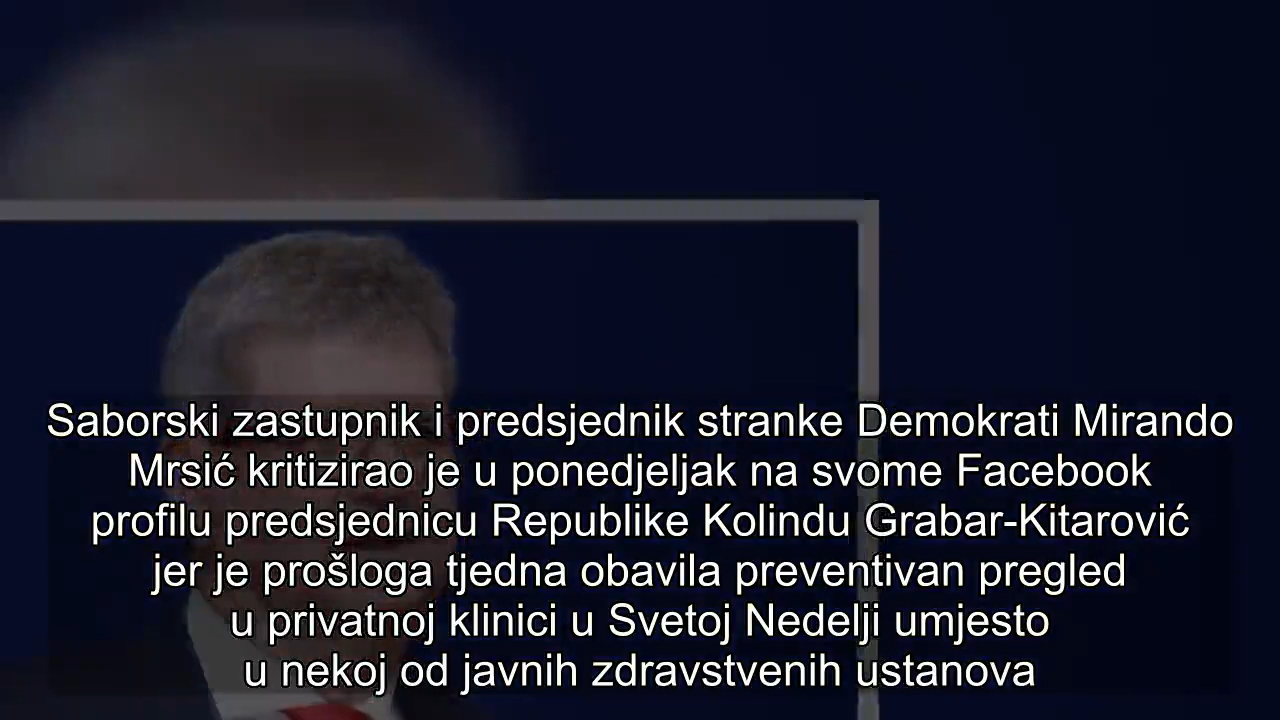 Saborski zastupnik i predsjednik stranke Demokrati Mirando
Mrsić kritizirao je u ponedjeljak na svome Facebook
profilu predsjednicu Republike Kolindu Grabar-Kitarović
jer je prošloga tjedna obavila preventivan pregled
u privatnoj klinici u Svetoj Nedelji umjesto
u nekoj od javnih zdravstvenih ustanova